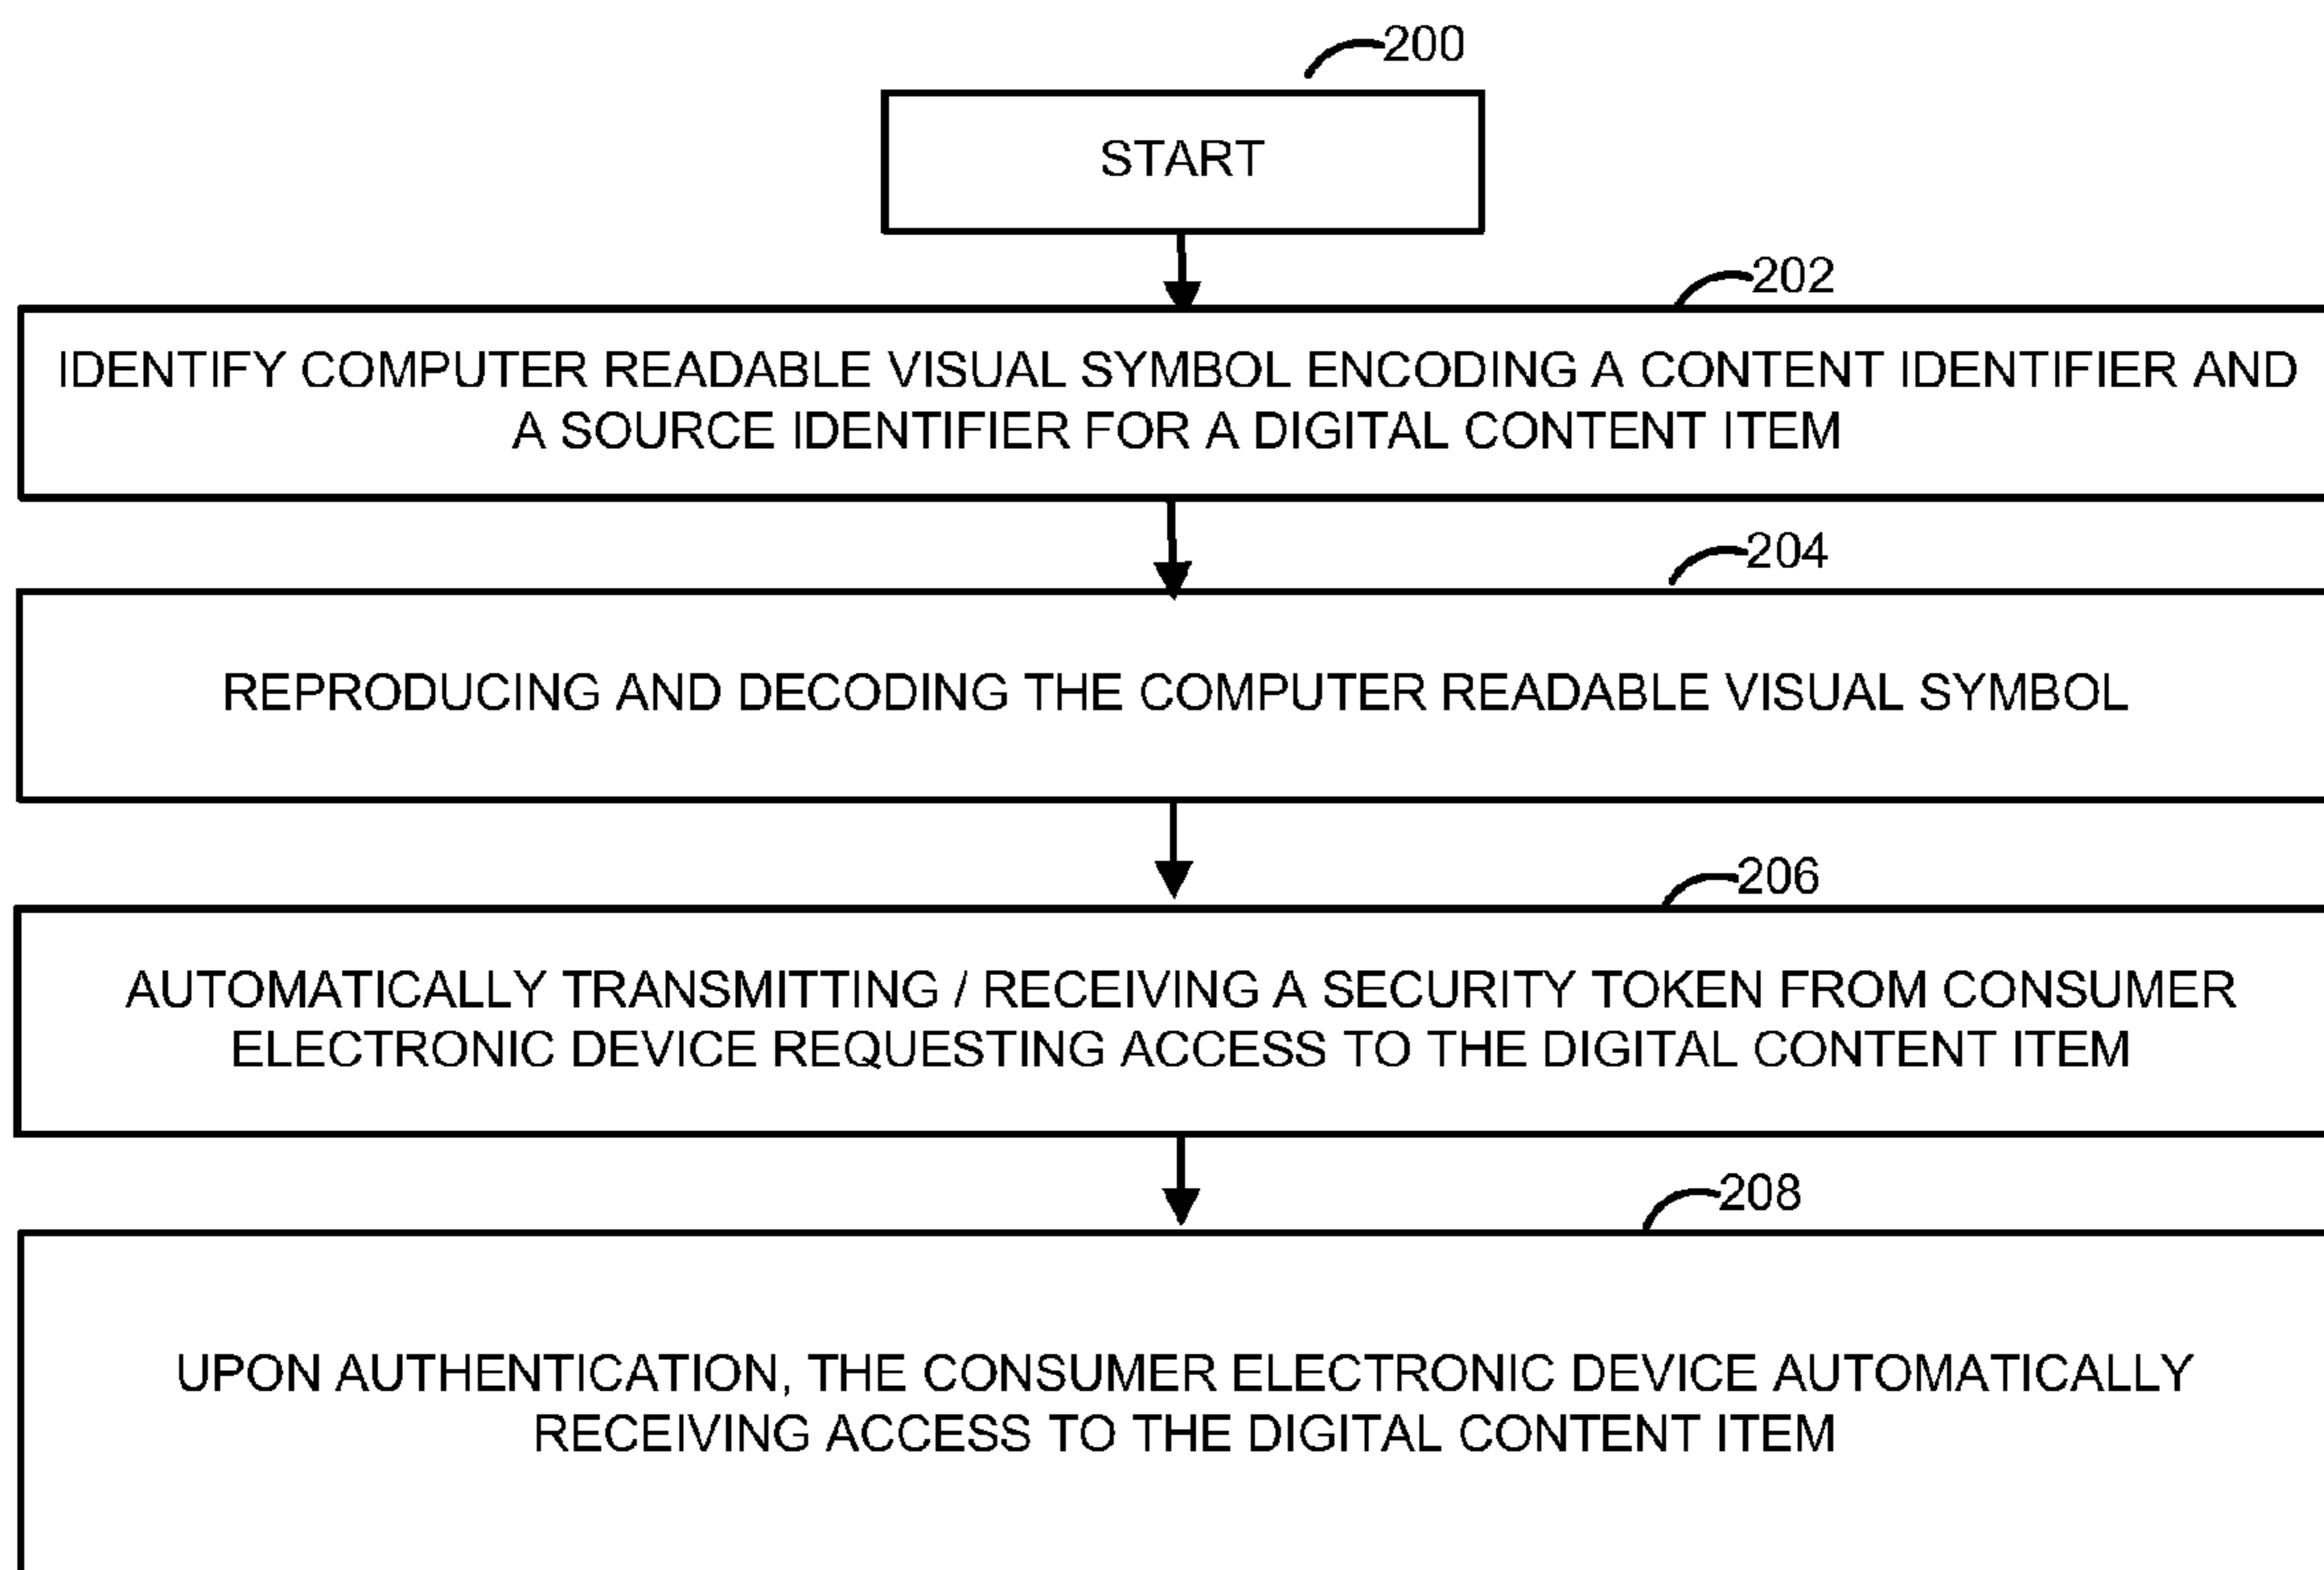 200
START
202
IDENTIFY COMPUTER READABLE VISUAL SYMBOL ENCODING A CONTENT IDENTIFIER AND
A SOURCE IDENTIFIER FOR A DIGITAL CONTENT ITEM
204
REPRODUCING AND DECODING THE COMPUTER READABLE VISUAL SYMBOL
206
AUTOMATICALLY TRANSMITTING / RECEIVING A SECURITY TOKEN FROM CONSUMER
ELECTRONIC DEVICE REQUESTING ACCESS TO THE DIGITAL CONTENT ITEM
208
UPON AUTHENTICATION, THE CONSUMER ELECTRONIC DEVICE AUTOMATICALLY
RECEIVING ACCESS TO THE DIGITAL CONTENT ITEM